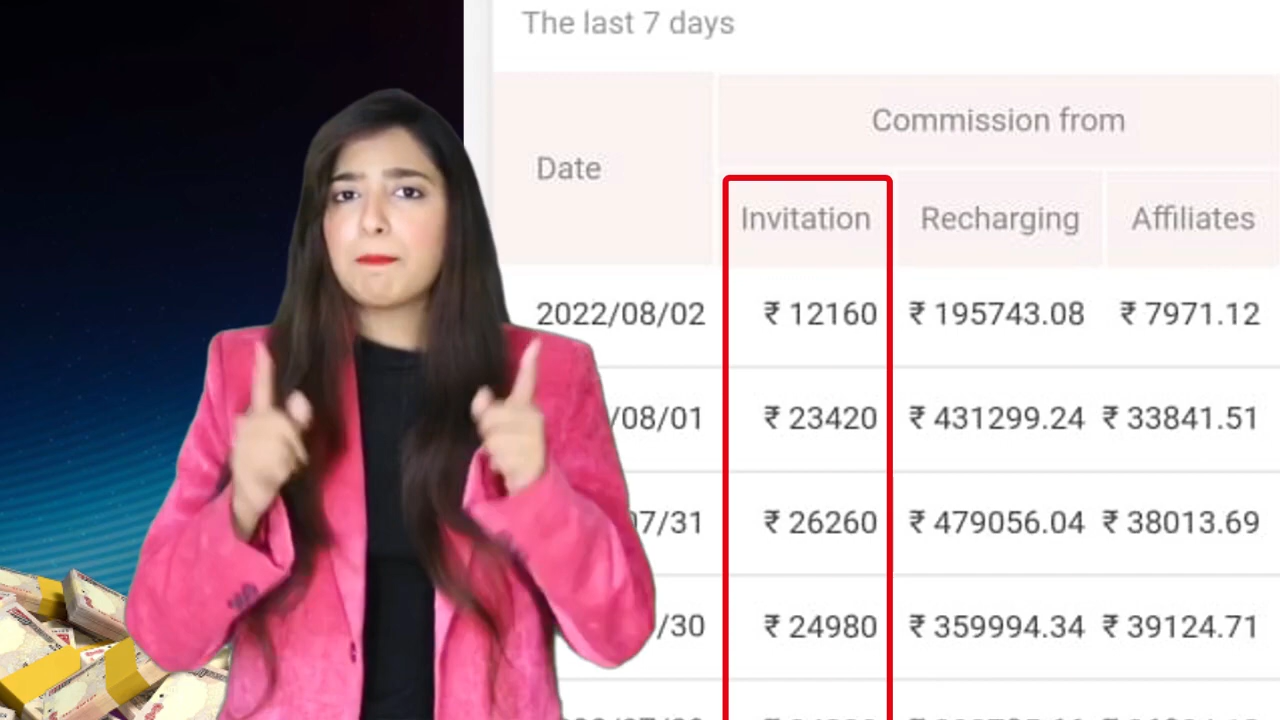 The last 7 days
Commission from
Date
Invitation Recharging Affiliates
2022/08/02 ₹ 12160 ₹ 195743.08 ₹ 7971.12
/08/01 ₹ 23420 ₹ 431299.24 ₹ 33841.51
07/31 ₹ 26260 ₹ 479056.04 ₹ 38013.69
/30 ₹ 24980 ₹ 359994.34 ₹ 39124.71